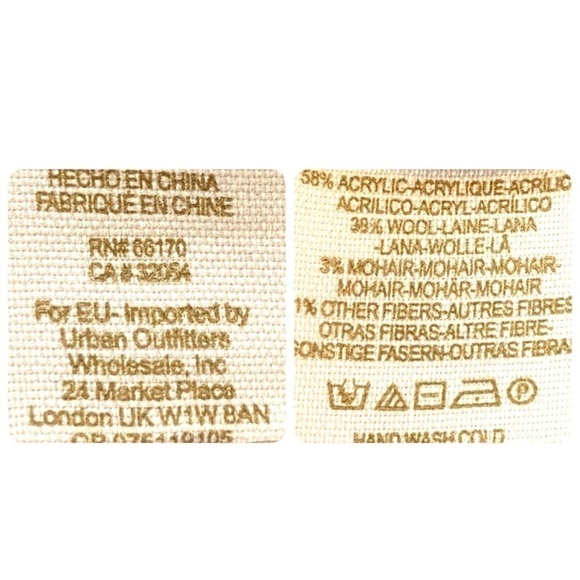 HECHO EN CHINA
FABRIQUÉ EN CHINE
RN# 66170
CA # 32054
For EU- Imported by
Urban Outfitters
Wholesale, Inc
24 Market Place
London UK W1W 8AN
GB 975119105
58% ACRYLIC-ACRYLIQUE-ACRILIC
ACRILICO-ACRYL-ACRÍLICO
38% WOOL-LAINE-LANA
-LANA-WOLLE-LÃ
3% MOHAIR-MOHAIR-MOHAIR-
MOHAIR-MOHÄR-MOHAIR
1% OTHER FIBERS-AUTRES FIBRES
OTRAS FIBRAS-ALTRE FIBRE-
SONSTIGE FASERN-OUTRAS FIBRA
P
HAND WASH COLD